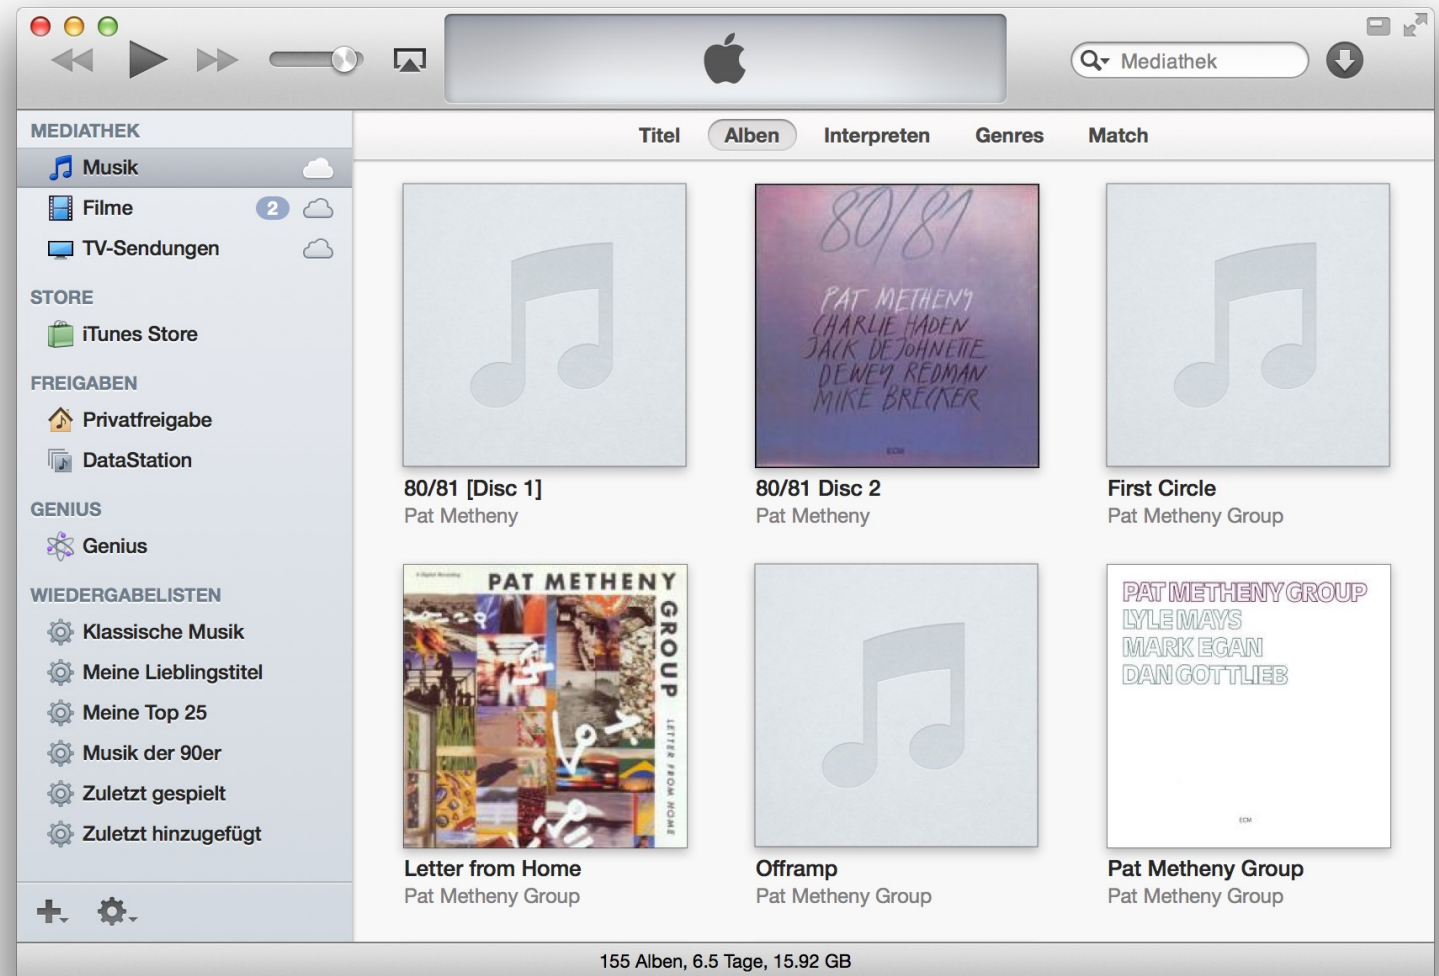 Mediathek
MEDIATHEK
Musik
Filme
2
TV-Sendungen
STORE
iTunes Store
FREIGABEN
Privatfreigabe
DataStation
GENIUS
Genius
WIEDERGABELISTEN
Klassische Musik
Meine Lieblingstitel
Meine Top 25
Musik der 90er
Zuletzt gespielt
Zuletzt hinzugefügt
Titel
Alben
Interpreten
Genres
Match
80/81 [Disc 1]
Pat Metheny
80/81
PAT METHENY
CHARLIE HADEN
JACK DEJOHNETTE
DEWEY REDMAN
MIKE BRECKER
ECM
80/81 Disc 2
Pat Metheny
First Circle
Pat Metheny Group
A Digital Recording
PAT METHENY
GROUP
LETTER FROM HOME
Letter from Home
Pat Metheny Group
Offramp
Pat Metheny Group
PAT METHENY GROUP
LYLE MAYS
MARK EGAN
DAN GOTTLIEB
ECM
Pat Metheny Group
Pat Metheny Group
155 Alben, 6.5 Tage, 15.92 GB